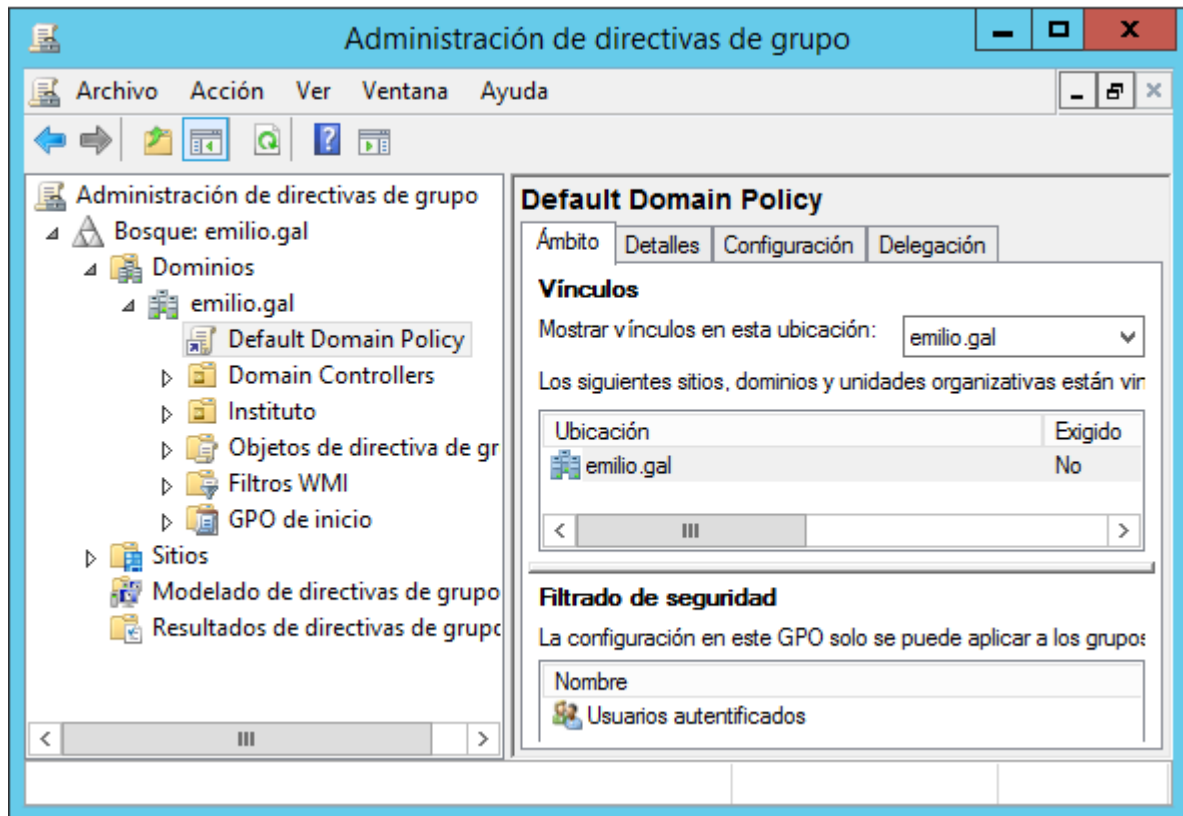 Administración de directivas de grupo
Archivo Acción Ver Ventana Ayuda
Administración de directivas de grupo
Bosque: emilio.gal
Dominios
emilio.gal
Default Domain Policy
Domain Controllers
Instituto
Objetos de directiva de gr
Filtros WMI
GPO de inicio
Sitios
Modelado de directivas de grupo
Resultados de directivas de grupo
Default Domain Policy
Ámbito Detalles Configuración Delegación
Vínculos
Mostrar vínculos en esta ubicación: emilio.gal
Los siguientes sitios, dominios y unidades organizativas están vin
Ubicación Exigido
emilio.gal No
Filtrado de seguridad
La configuración en este GPO solo se puede aplicar a los grupos
Nombre
Usuarios autentificados